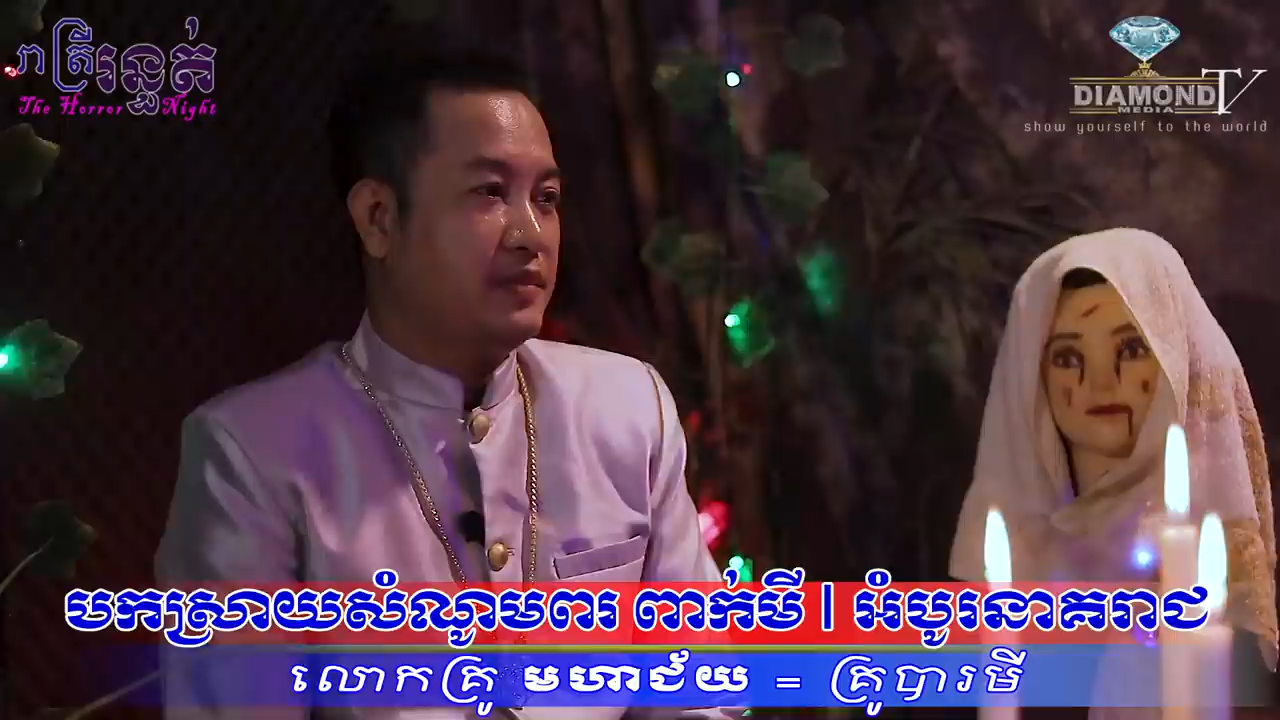 រាត្រីរន្ធត់
The Horror Night
DIAMOND TV
MEDIA
show yourself to the world
បកស្រាយសំណូមពរ ពាក់មី | អំបូរនាគរាជ
លោកគ្រូ មហាជ័យ = គ្រូបារមី